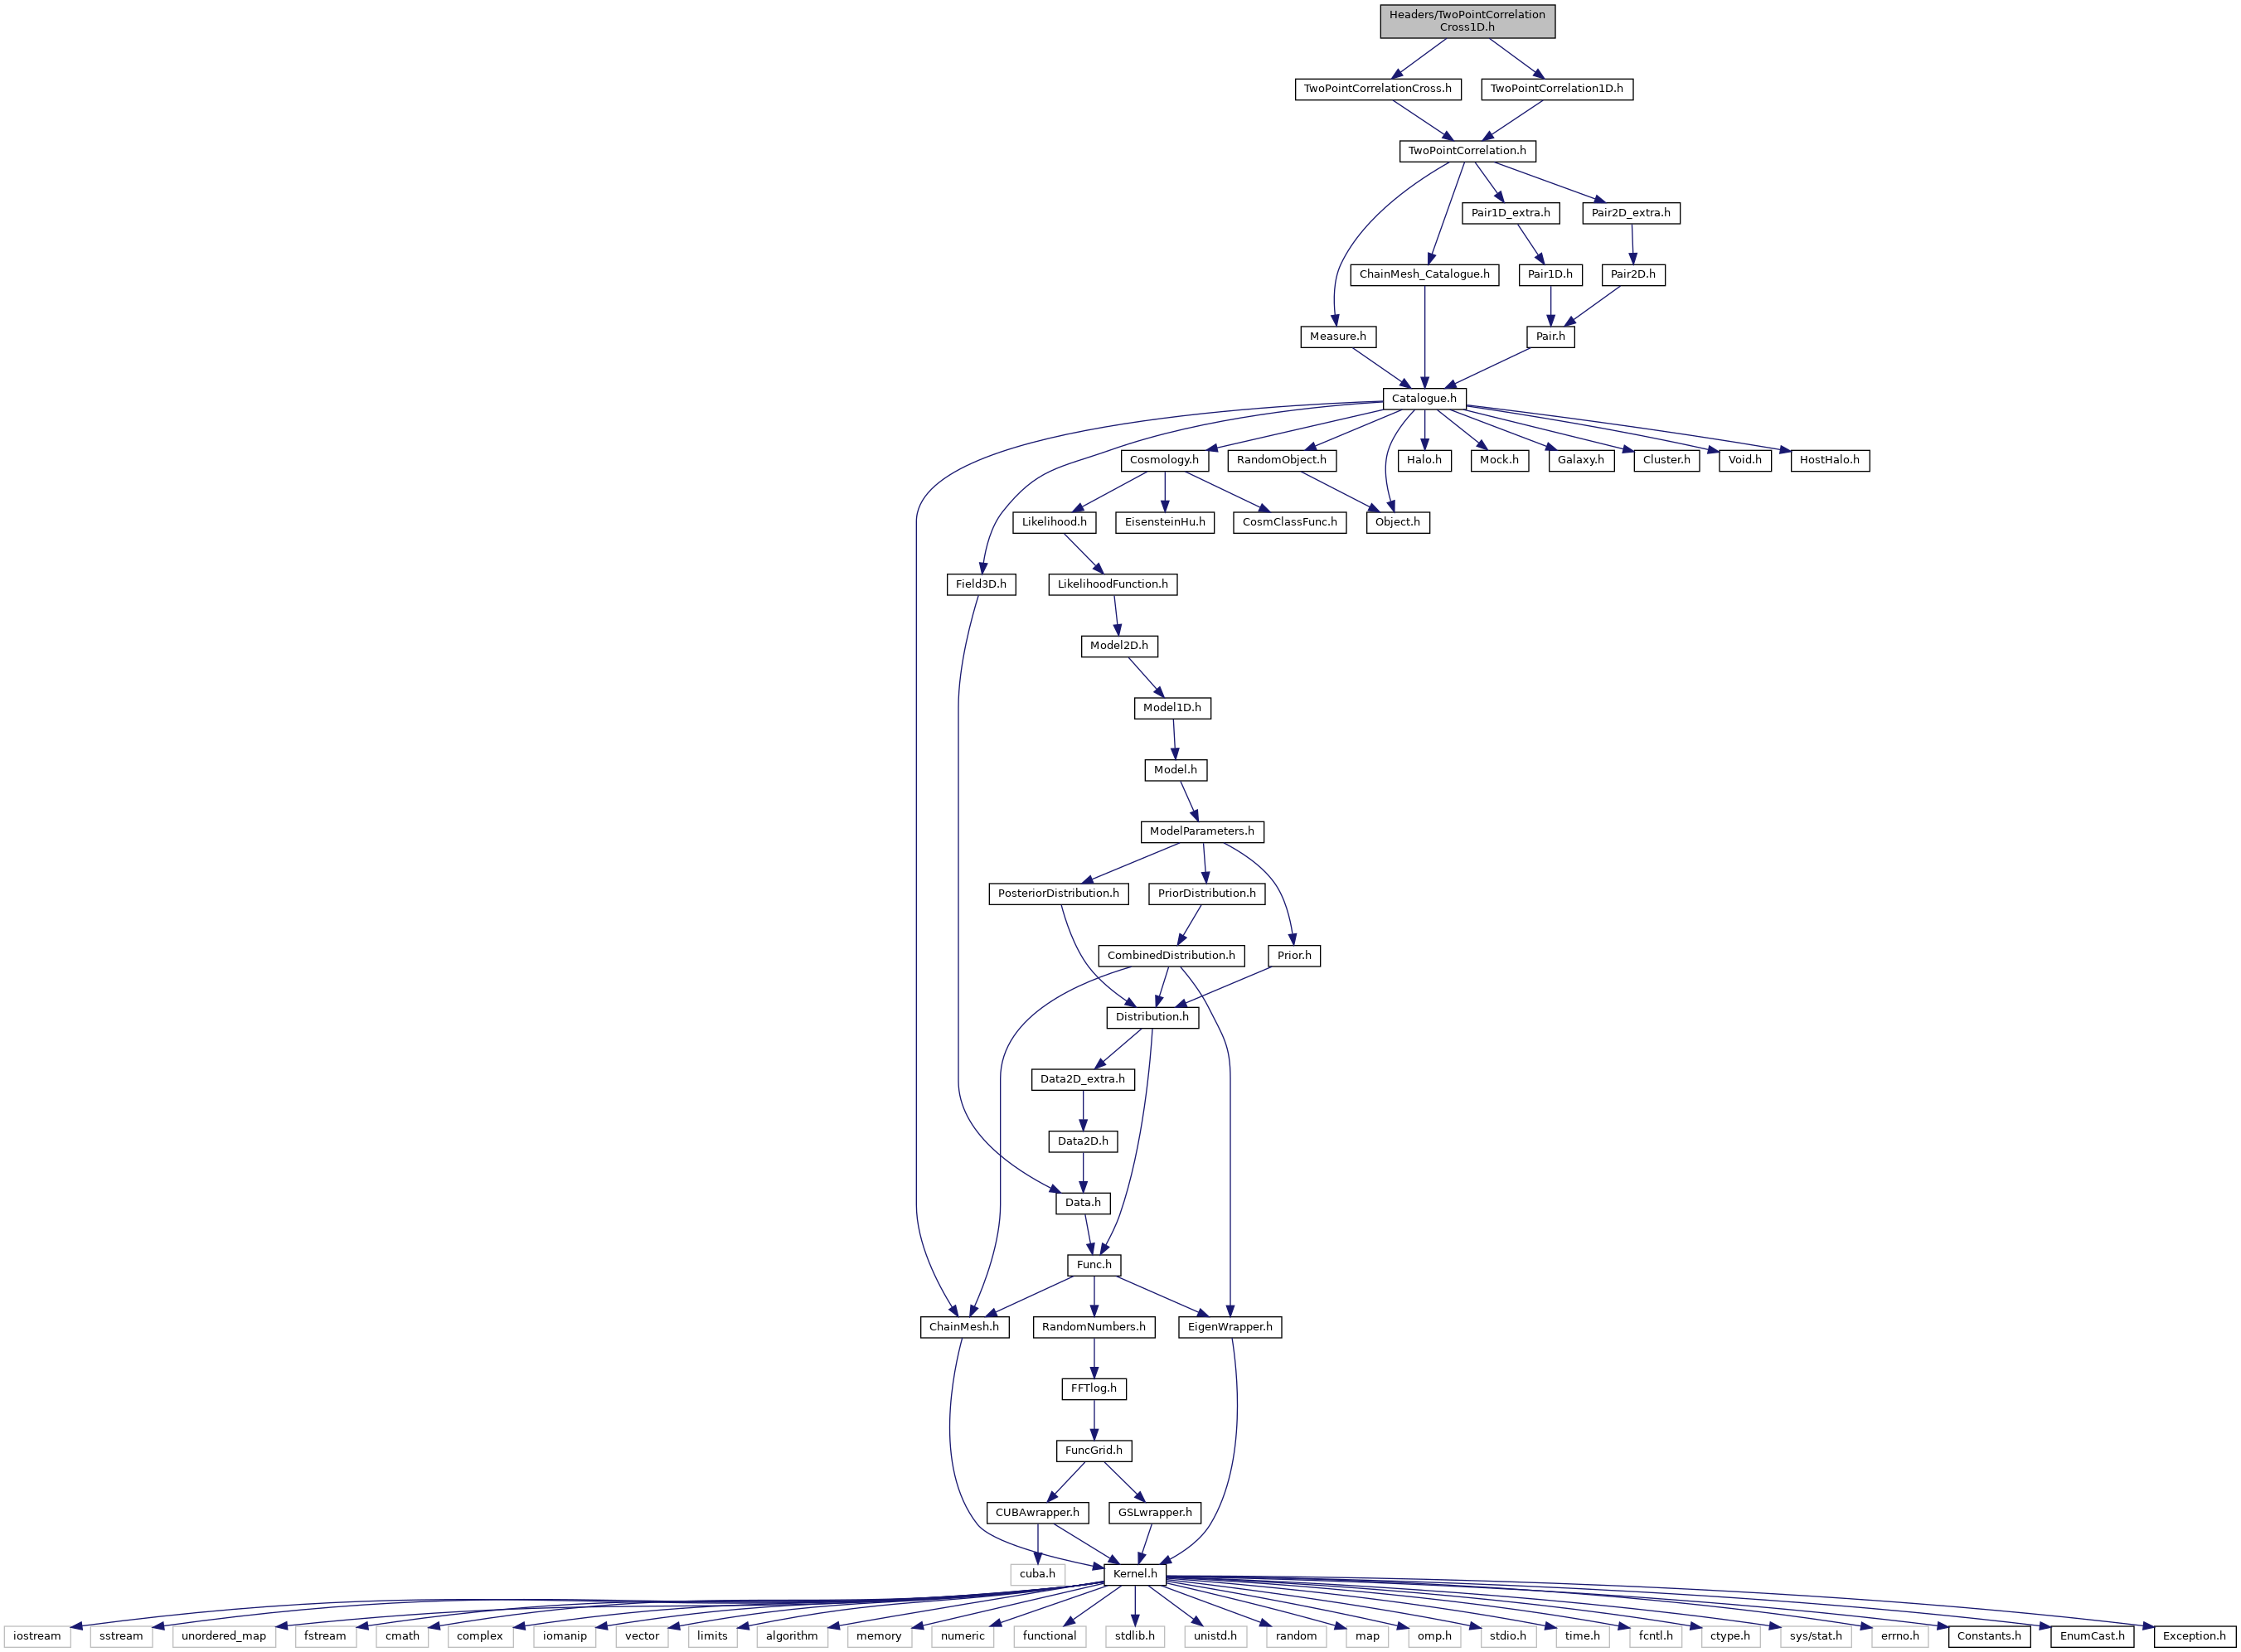 Headers/TwoPointCorrelation
Cross1D.h
TwoPointCorrelationCross.h
TwoPointCorrelation1D.h
TwoPointCorrelation.h
Pair1D_extra.h
Pair2D_extra.h
ChainMesh_Catalogue.h
Pair1D.h
Pair2D.h
Measure.h
Pair.h
Catalogue.h
Cosmology.h
RandomObject.h
Halo.h
Mock.h
Galaxy.h
Cluster.h
Void.h
HostHalo.h
Likelihood.h
EisensteinHu.h
CosmClassFunc.h
Object.h
Field3D.h
LikelihoodFunction.h
Model2D.h
Model1D.h
Model.h
ModelParameters.h
PosteriorDistribution.h
PriorDistribution.h
CombinedDistribution.h
Prior.h
Distribution.h
Data2D_extra.h
Data2D.h
Data.h
Func.h
ChainMesh.h
RandomNumbers.h
EigenWrapper.h
FFTlog.h
FuncGrid.h
CUBAwrapper.h
GSLwrapper.h
cuba.h
Kernel.h
iostream
sstream
unordered_map
fstream
cmath
complex
iomanip
vector
limits
algorithm
memory
numeric
functional
stdlib.h
unistd.h
random
map
omp.h
stdio.h
time.h
fcntl.h
ctype.h
sys/stat.h
errno.h
Constants.h
EnumCast.h
Exception.h